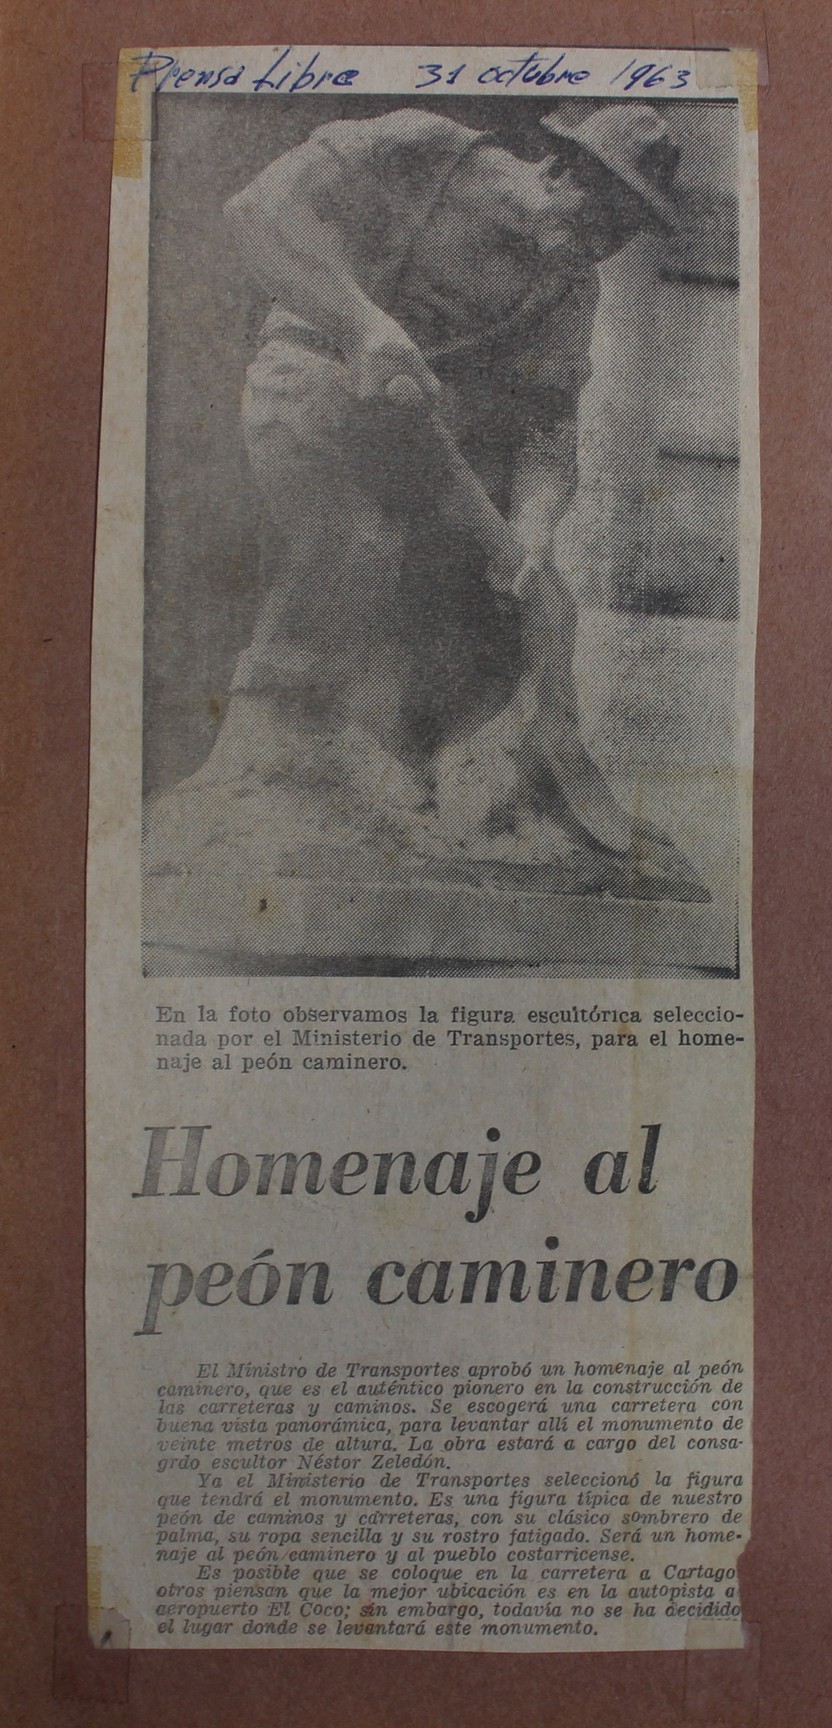 Prensa Libre 31 octubre 1963
En la foto observamos la figura escultórica seleccio-
nada por el Ministerio de Transportes, para el home-
naje al peón caminero.
Homenaje al
peón caminero
El Ministro de Transportes aprobó un homenaje al peón
caminero, que es el auténtico pionero en la construcción de
las carreteras y caminos. Se escogerá una carretera con
buena vista panorámica, para levantar allí el monumento de
veinte metros de altura. La obra estará a cargo del consa-
grdo escultor Néstor Zeledón.
Ya el Ministerio de Transportes seleccionó la figura
que tendrá el monumento. Es una figura típica de nuestro
peón de caminos y carreteras, con su clásico sombrero de
palma, su ropa sencilla y su rostro fatigado. Será un home-
naje al peón caminero y al pueblo costarricense.
Es posible que se coloque en la carretera a Cartago
otros piensan que la mejor ubicación es en la autopista a
aeropuerto El Coco; sin embargo, todavía no se ha decidido
el lugar donde se levantará este monumento.